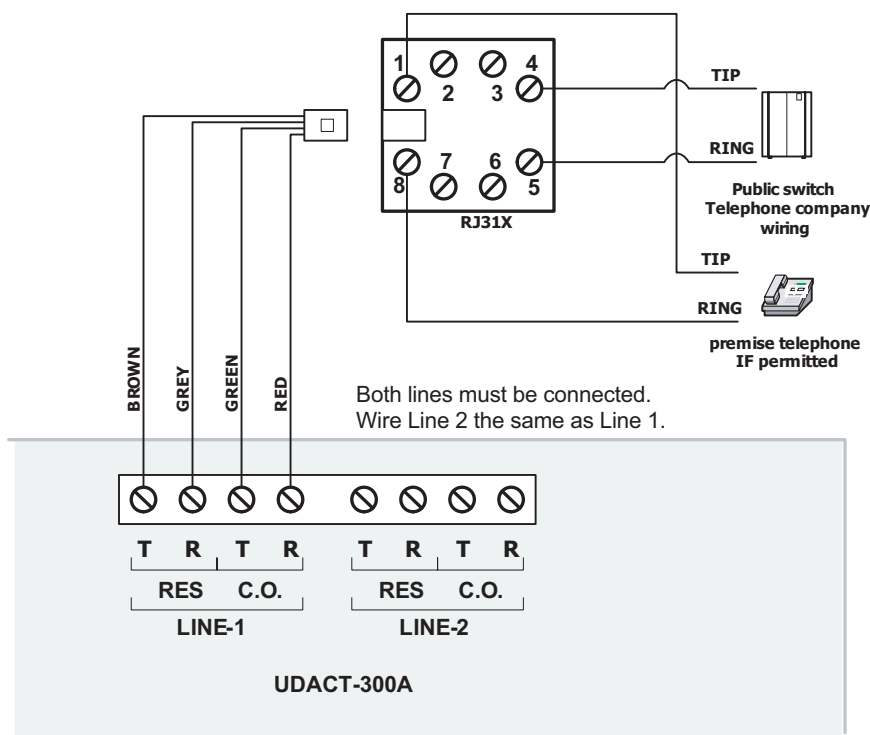 1
2
3
4
TIP
RING
8
7
6
5
RJ31X
Public switch
Telephone company
wiring
TIP
RING
premise telephone
IF permitted
BROWN
GREY
GREEN
RED
Both lines must be connected.
Wire Line 2 the same as Line 1.
T R T R T R T R
RES C.O. RES C.O.
LINE-1 LINE-2
UDACT-300A